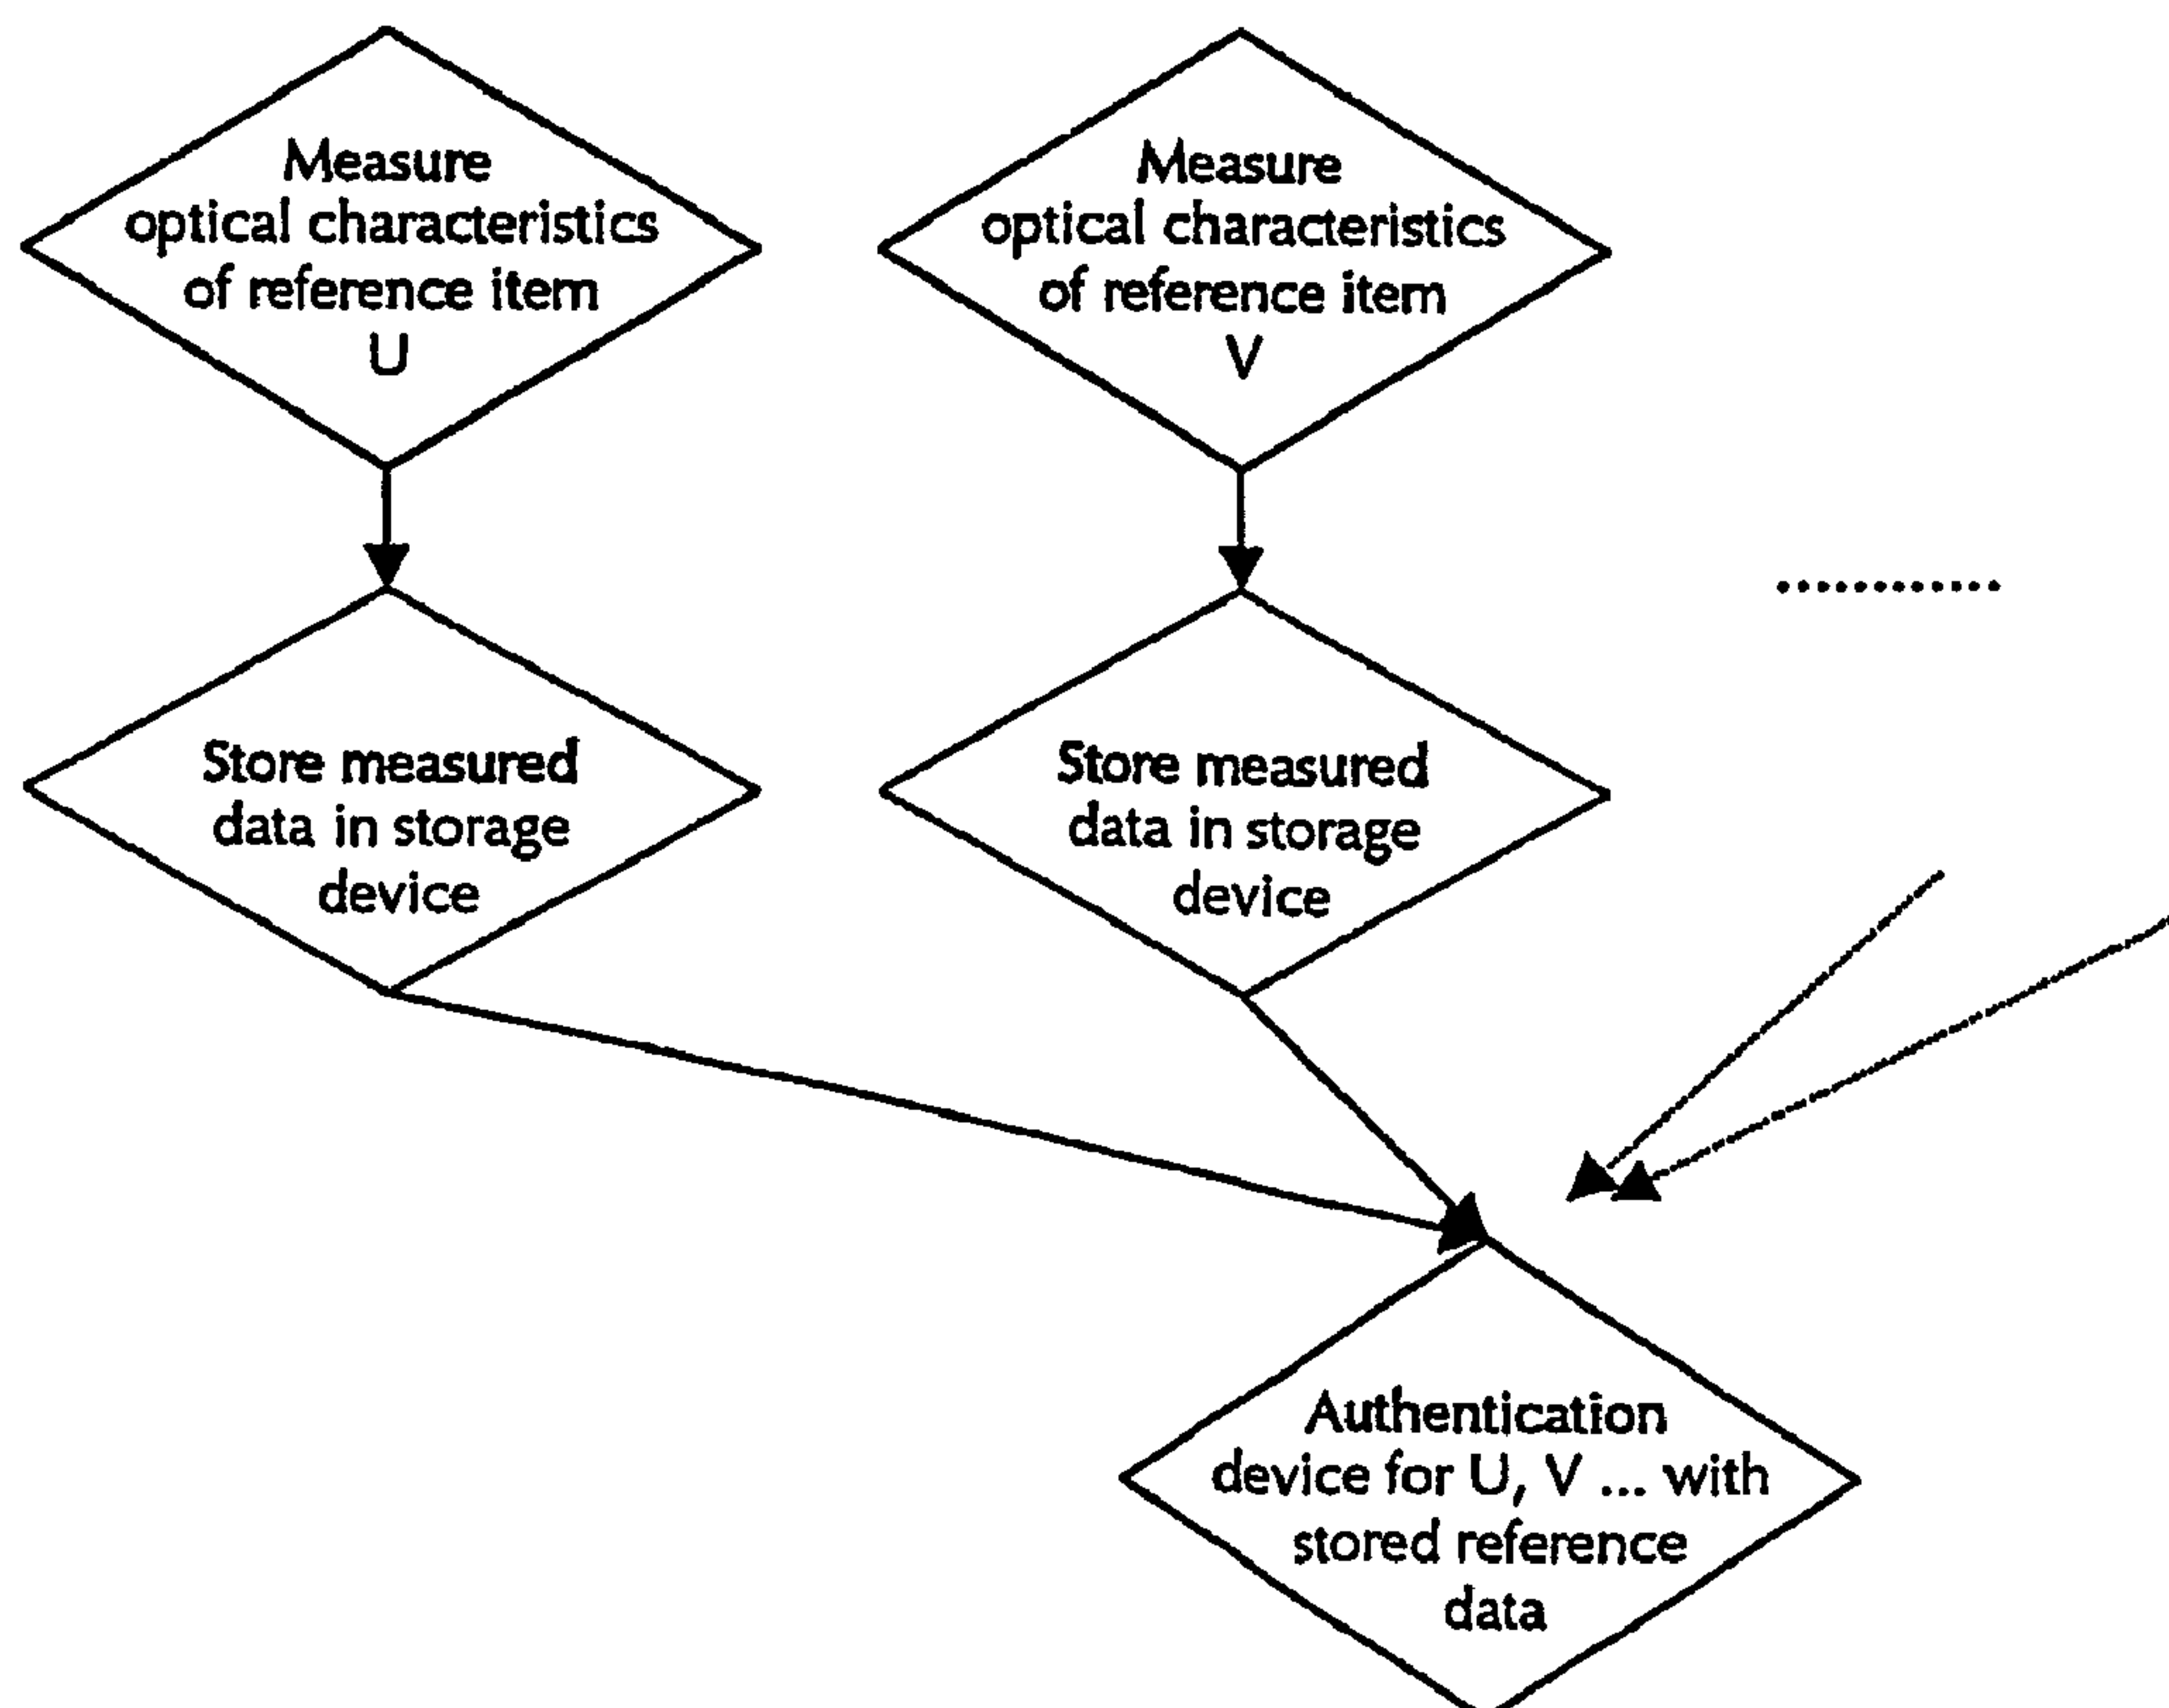 Measure
optical characteristics
of reference item
U
Measure
optical characteristics
of reference item
V
Store measured
data in storage
device
Store measured
data in storage
device
Authentication
device for U, V ... with
stored reference
data